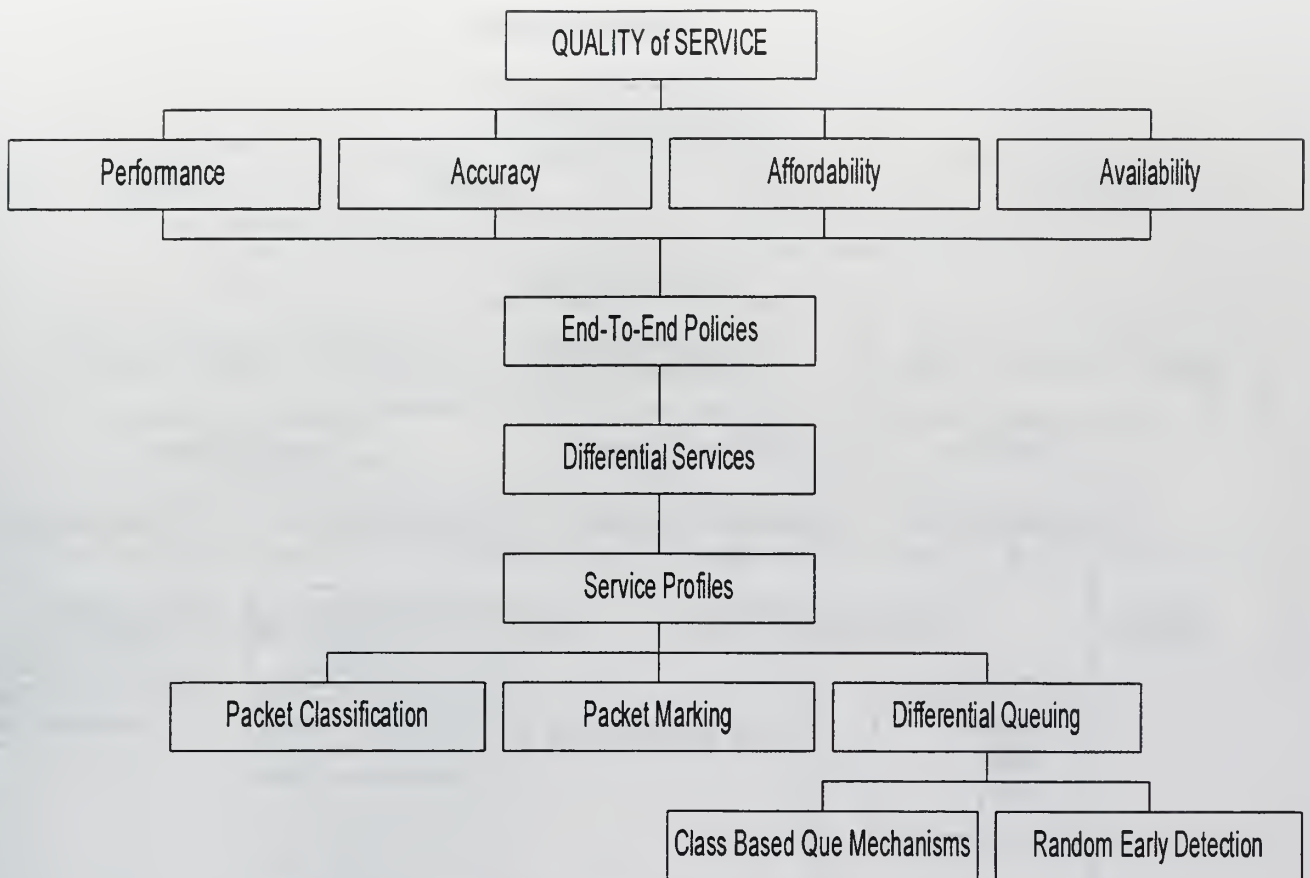 QUALITY of SERVICE
Performance
Accuracy
Affordability
Availability
End-To-End Policies
Differential Services
Service Profiles
Packet Classification
Packet Marking
Differential Queuing
Class Based Que Mechanisms
Random Early Detection